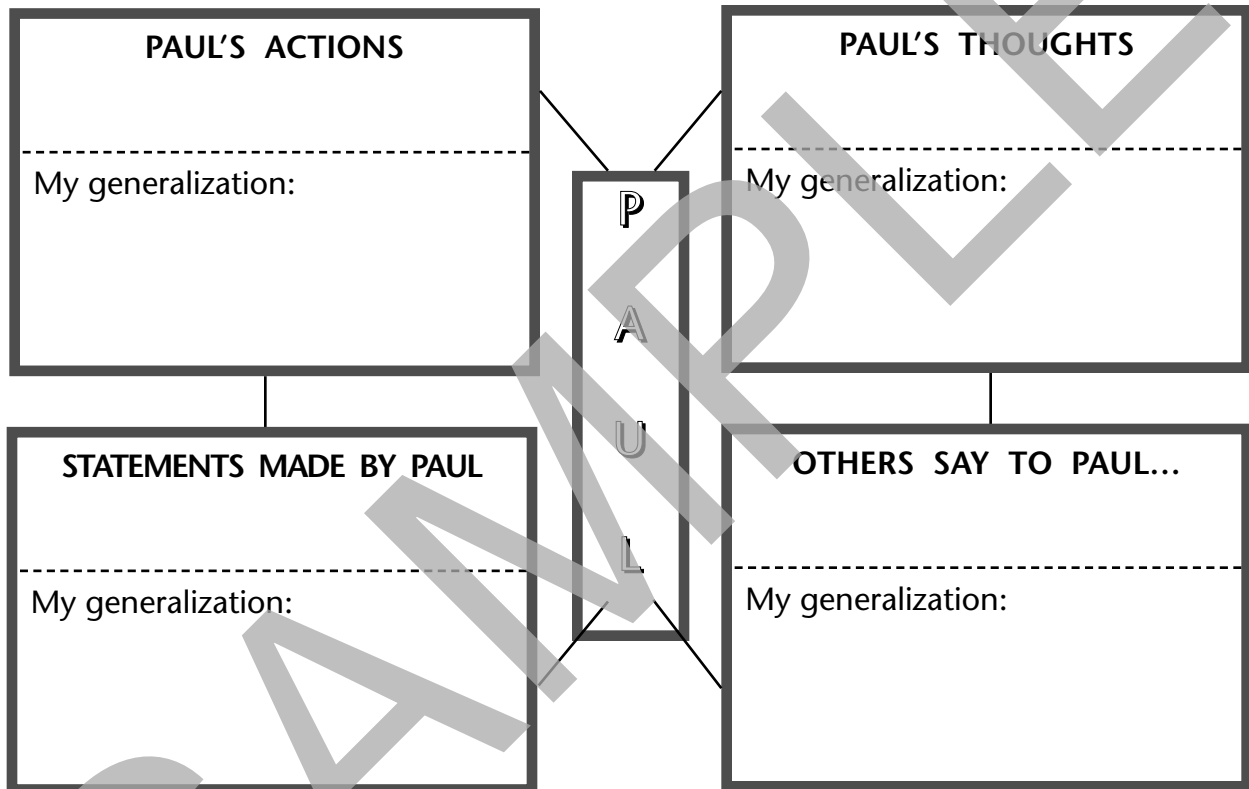 PAUL'S ACTIONS
My generalization:
PAUL'S THOUGHTS
My generalization:
P
A
U
L
STATEMENTS MADE BY PAUL
My generalization:
OTHERS SAY TO PAUL...
My generalization:
SAMPLE